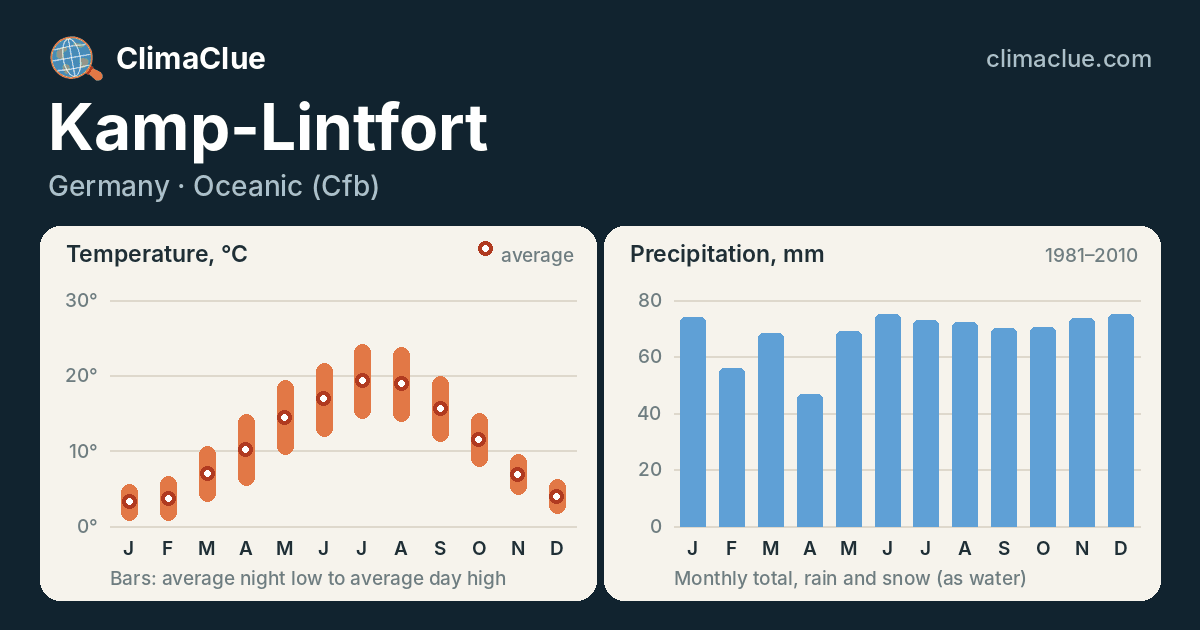 ClimaClue
climaclue.com
Kamp-Lintfort
Germany · Oceanic (Cfb)
Temperature, °C
average
30°
20°
10°
0°
J F M A M J J A S O N D
Bars: average night low to average day high
Precipitation, mm
1981–2010
80
60
40
20
0
J F M A M J J A S O N D
Monthly total, rain and snow (as water)